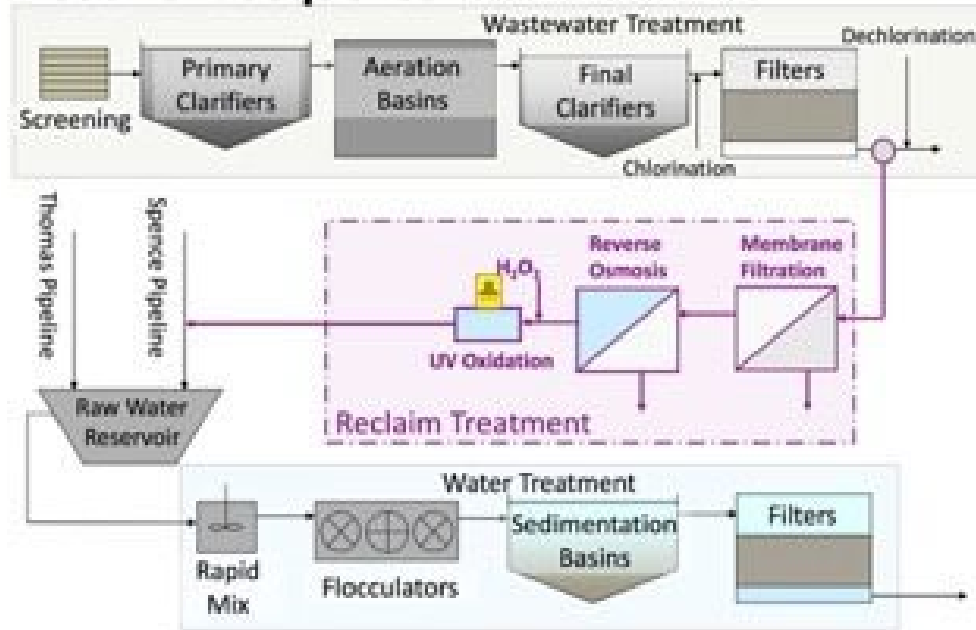 Wastewater Treatment
Dechlorination
Screening
Primary
Clarifiers
Aeration
Basins
Final
Clarifiers
Filters
Chlorination
Thomas Pipeline
Spence Pipeline
Reverse
Osmosis
Membrane
Filtration
H₂O₂
UV Oxidation
Reclaim Treatment
Raw Water
Reservoir
Water Treatment
Rapid
Mix
Flocculators
Sedimentation
Basins
Filters